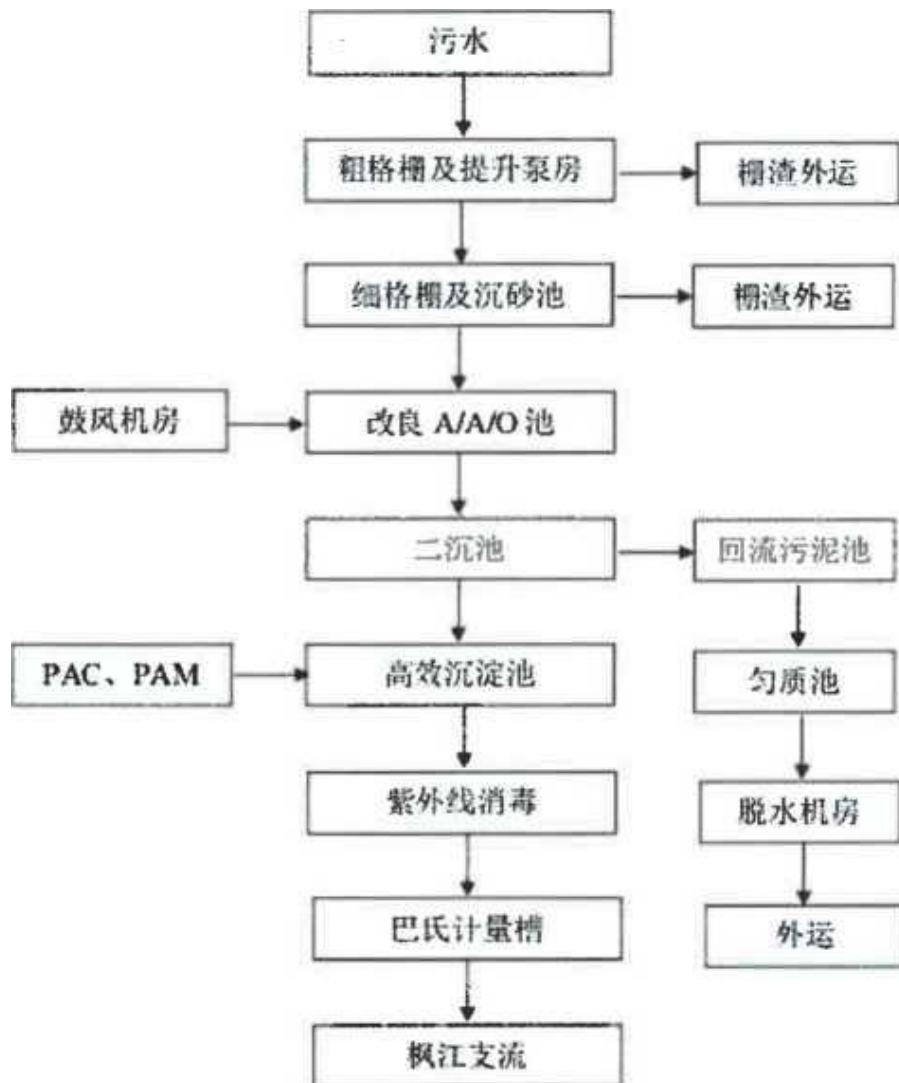 污水
粗格栅及提升泵房
栅渣外运
细格栅及沉砂池
栅渣外运
鼓风机房
改良 A/A/O 池
二沉池
回流污泥池
PAC、PAM
高效沉淀池
匀质池
紫外线消毒
脱水机房
巴氏计量槽
外运
枫江支流